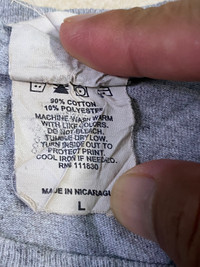 90% COTTON
10% POLYESTER
MACHINE WASH WARM
WITH LIKE COLORS.
DO NOT BLEACH.
TUMBLE DRY LOW.
TURN INSIDE OUT TO
PROTECT PRINT.
COOL IRON IF NEEDED.
RN# 111830
MADE IN NICARAGU
L